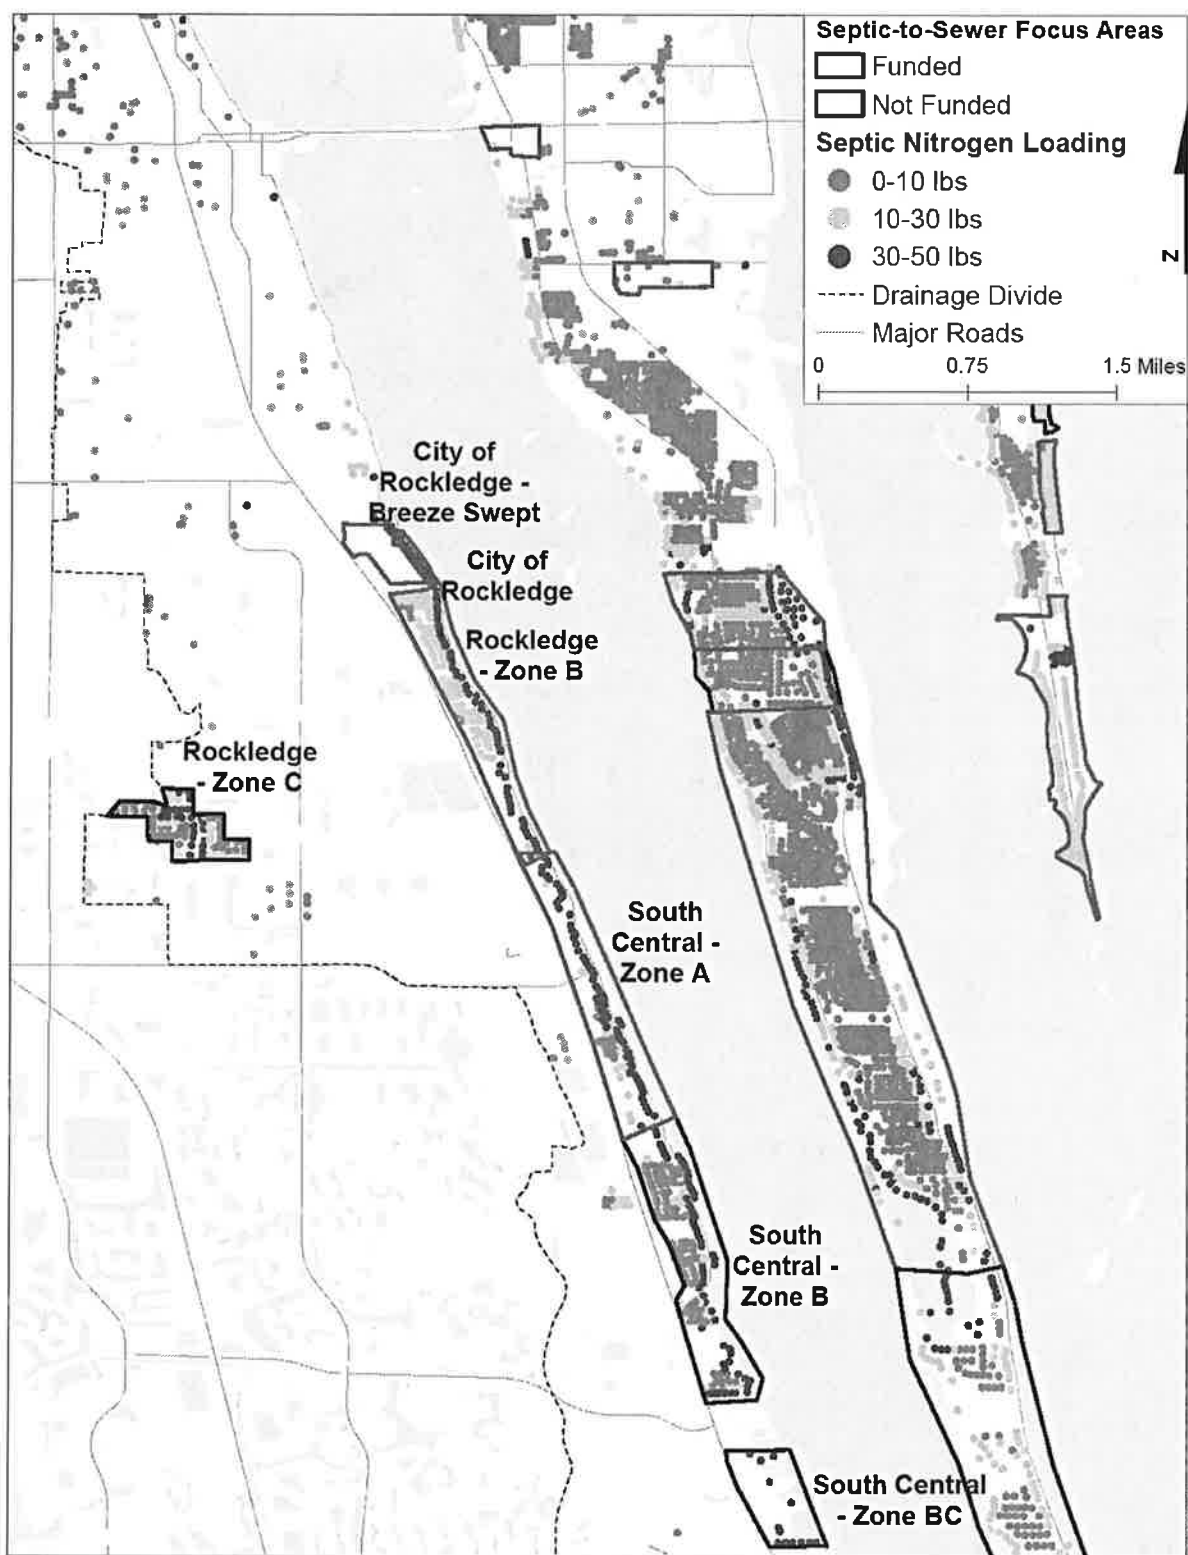 Septic-to-Sewer Focus Areas
Funded
Not Funded
Septic Nitrogen Loading
0-10 lbs
10-30 lbs
30-50 lbs
Drainage Divide
Major Roads
0 0.75 1.5 Miles
N
City of
Rockledge -
Breeze Swept
City of
Rockledge
Rockledge
- Zone B
Rockledge
- Zone C
South
Central -
Zone A
South
Central -
Zone B
South Central
- Zone BC